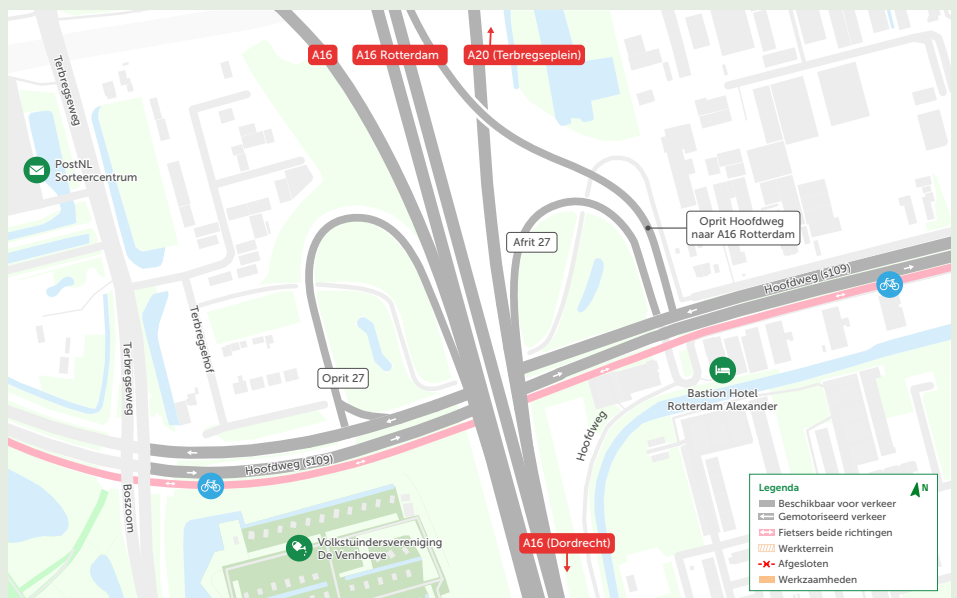 A16
A16 Rotterdam
A20 (Terbregseplein)
Terbregseweg
PostNL
Sorteercentrum
Oprit Hoofdweg
naar A16 Rotterdam
Afrit 27
Hoofdweg (s109)
Terbregsehof
Terbregseweg
Oprit 27
Bastion Hotel
Rotterdam Alexander
Hoofdweg
Hoofdweg (s109)
Boszoom
Volkstuindersvereniging
De Venhoeve
A16 (Dordrecht)
Legenda
N
Beschikbaar voor verkeer
Gemotoriseerd verkeer
Fietsers beide richtingen
Werkterrein
Afgesloten
Werkzaamheden